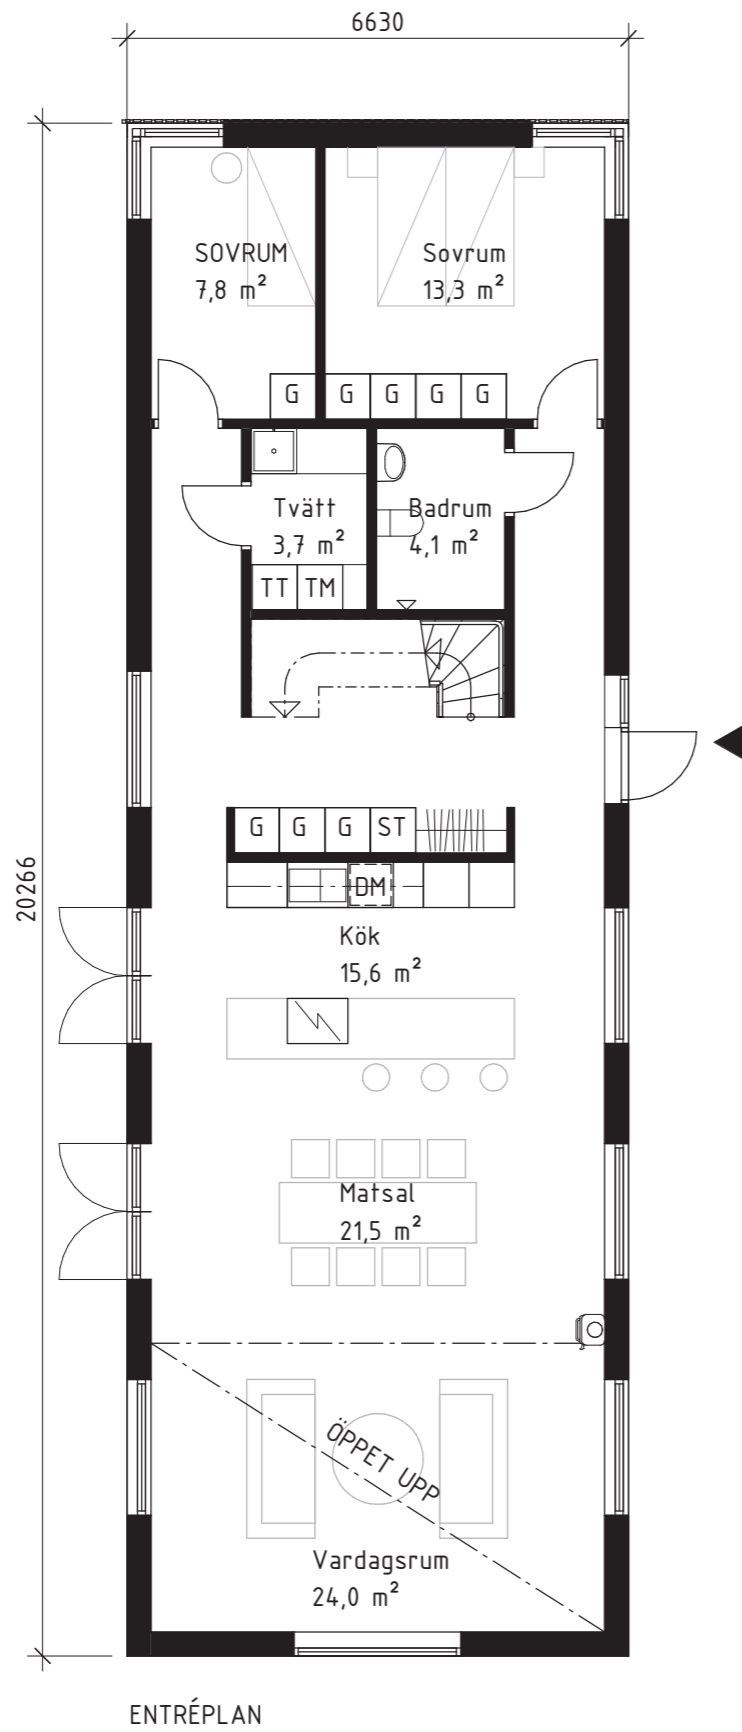 6630
20266
SOVRUM
7,8 m²
Sovrum
13,3 m²
G
G G G G
Tvätt
3,7 m²
Badrum
4,1 m²
TT TM
G G G ST
DM
Kök
15,6 m²
Matsal
21,5 m²
ÖPPET UPP
Vardagsrum
24,0 m²
ENTRÉPLAN